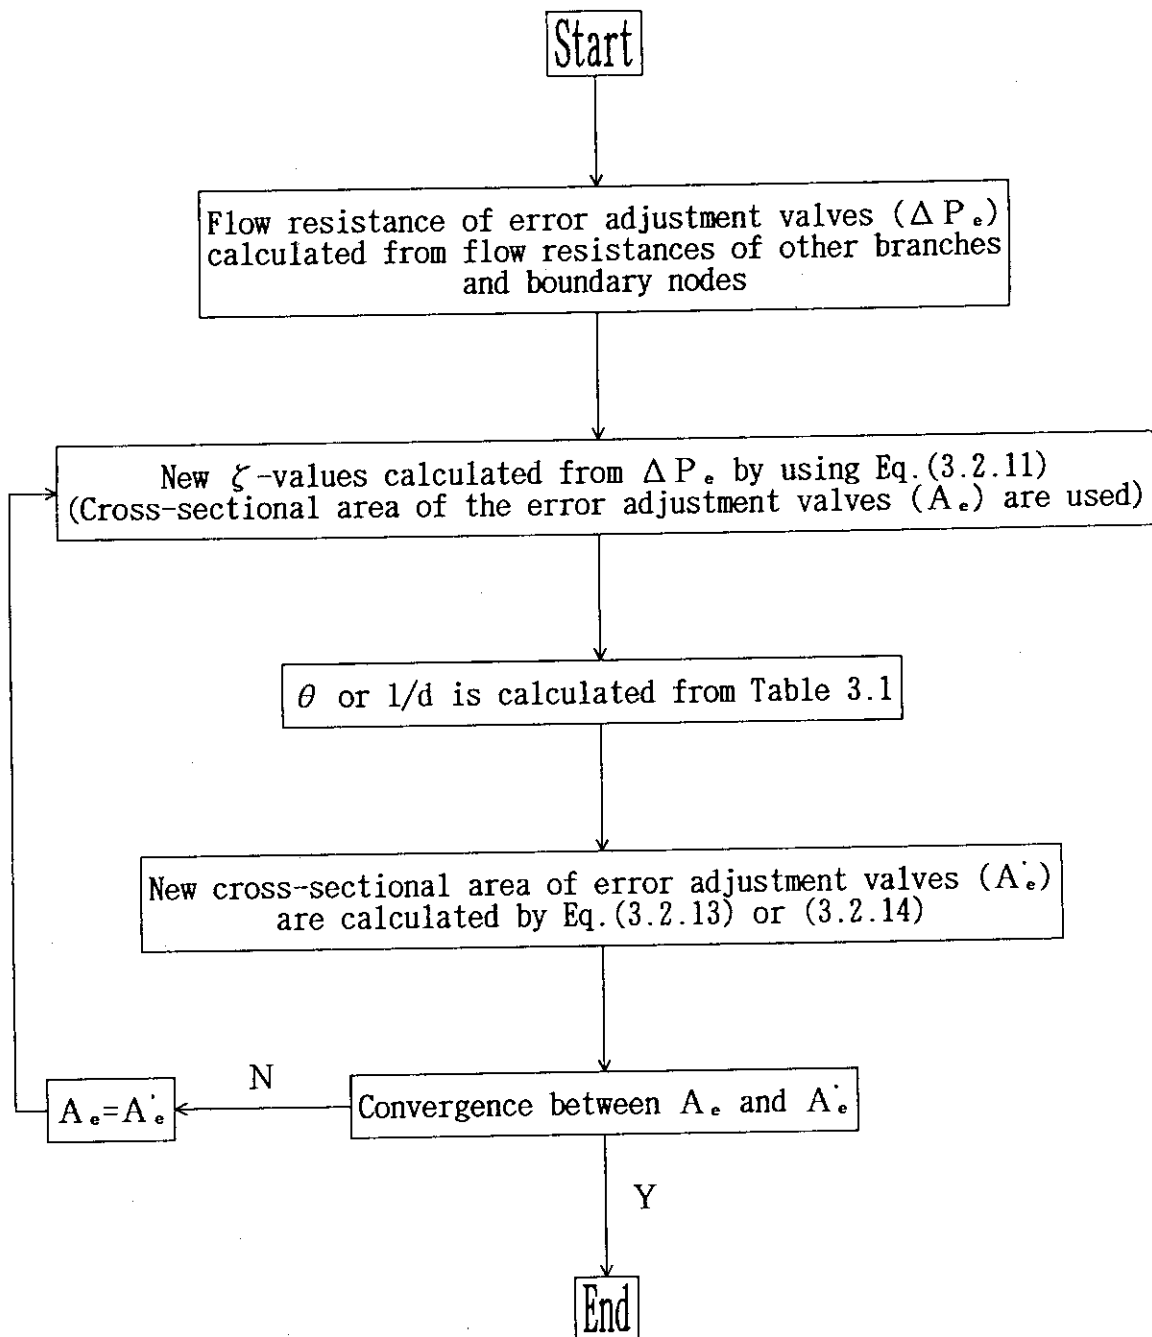 Start
Flow resistance of error adjustment valves (ΔPₑ)
calculated from flow resistances of other branches
and boundary nodes
New ζ-values calculated from ΔPₑ by using Eq.(3.2.11)
(Cross-sectional area of the error adjustment valves (Aₑ) are used)
θ or l/d is calculated from Table 3.1
New cross-sectional area of error adjustment valves (A'ₑ)
are calculated by Eq.(3.2.13) or (3.2.14)
N
Aₑ=A'ₑ
Convergence between Aₑ and A'ₑ
Y
End